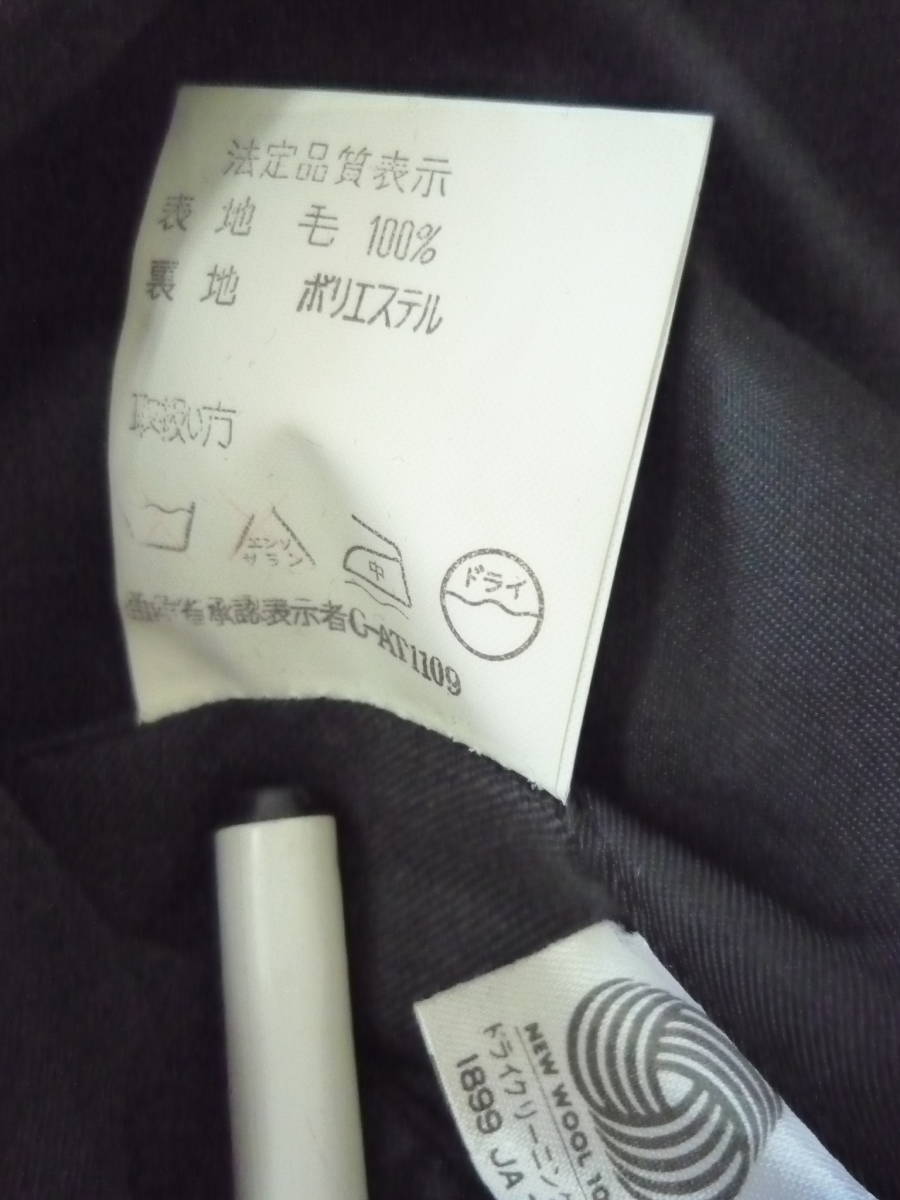 法定品質表示
表地 毛 100%
裏地 ポリエステル
取扱い方
エンソ
サラン
中
ドライ
承認表示者C-AT1109
NEW WOOL
ドライクリーニング
1899 JA